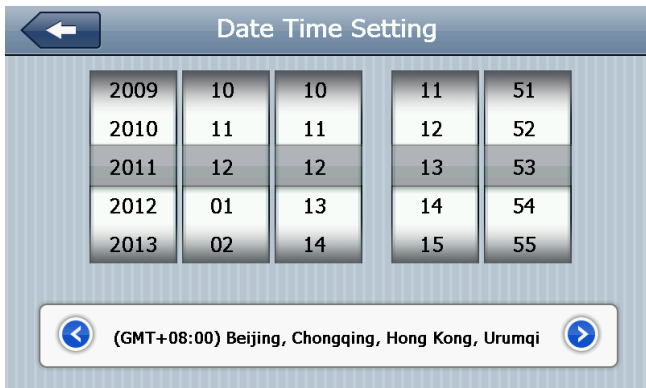 Date Time Setting
2009 10 10 11 51
2010 11 11 12 52
2011 12 12 13 53
2012 01 13 14 54
2013 02 14 15 55
(GMT+08:00) Beijing, Chongqing, Hong Kong, Urumqi